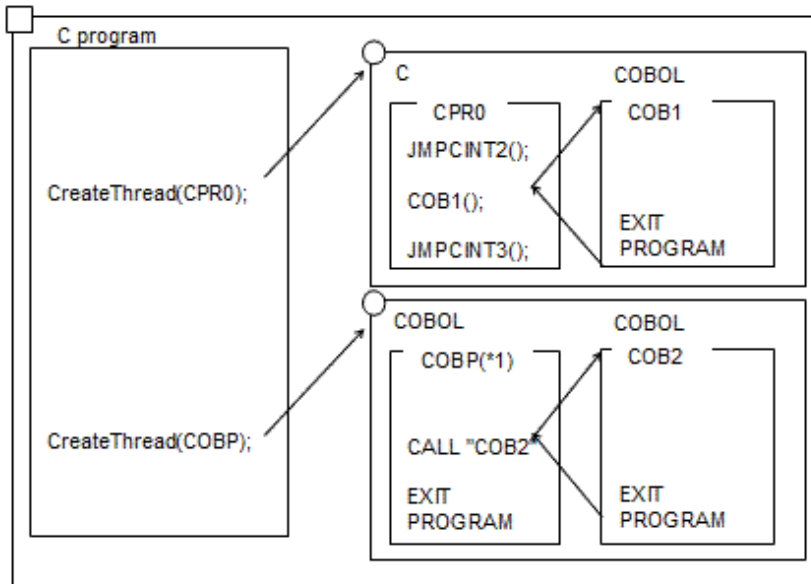 C program
CreateThread(CPR0);
CreateThread(COBP);
C
CPR0
JMPCINT2();
COB1();
JMPCINT3();
COBOL
COB1
EXIT
PROGRAM
COBOL
COBP(*1)
CALL "COB2"
EXIT
PROGRAM
COBOL
COB2
EXIT
PROGRAM